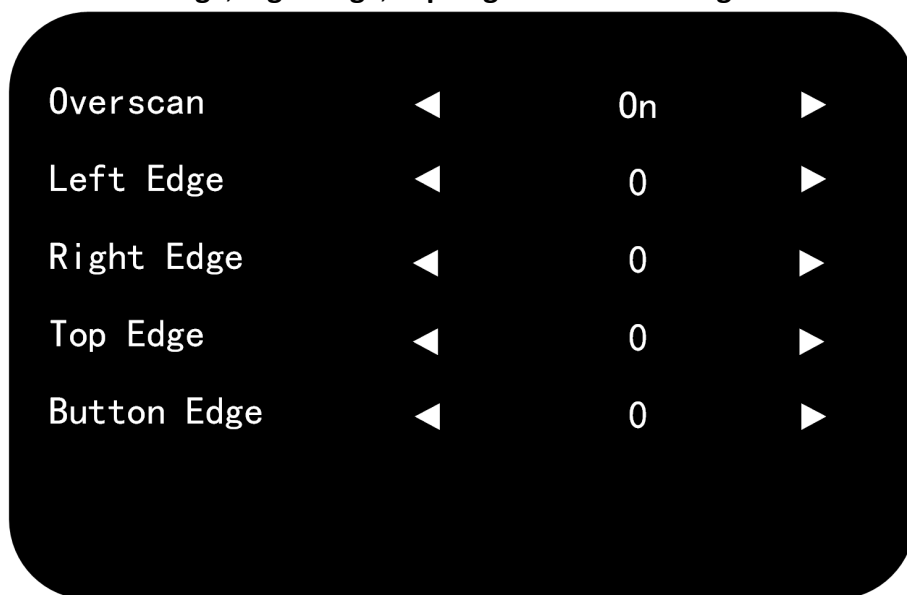 Overscan ◀ On ▶
Left Edge ◀ 0 ▶
Right Edge ◀ 0 ▶
Top Edge ◀ 0 ▶
Button Edge ◀ 0 ▶